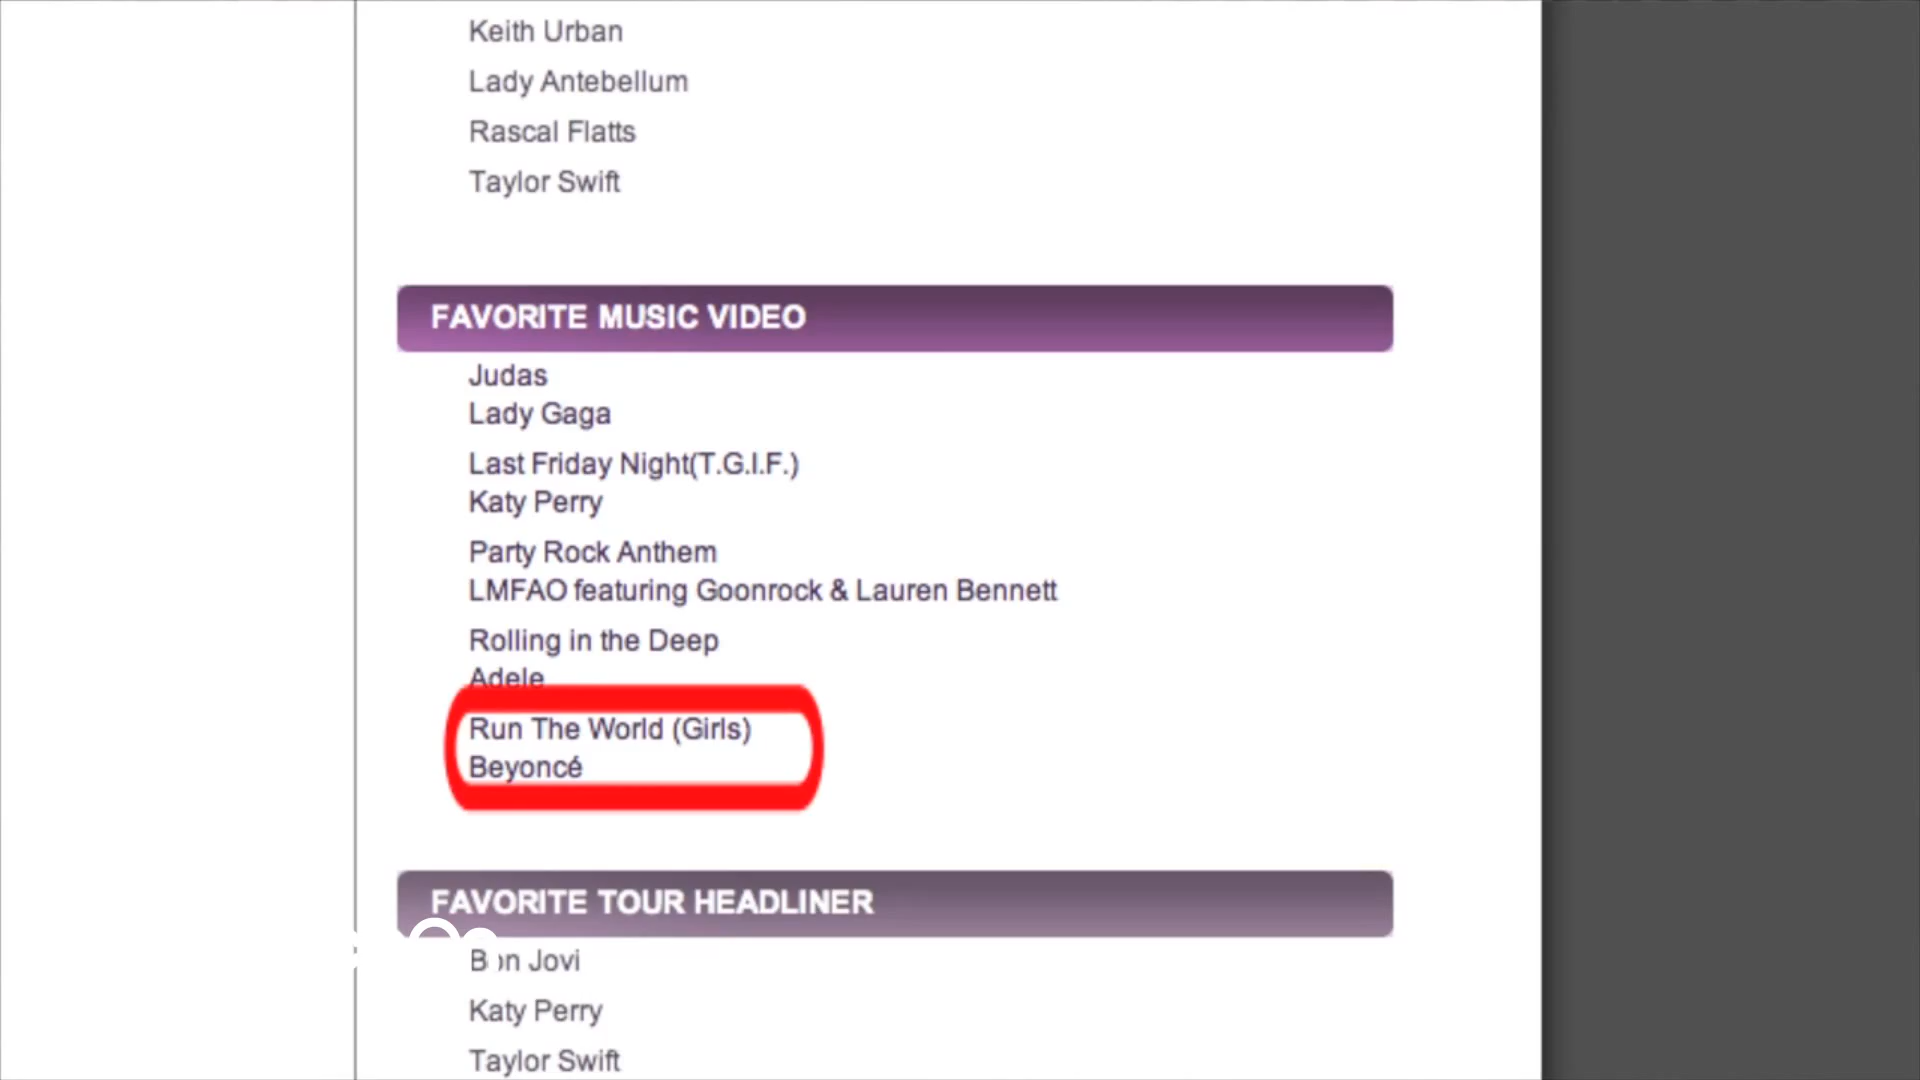 Keith Urban
Lady Antebellum
Rascal Flatts
Taylor Swift
FAVORITE MUSIC VIDEO
Judas
Lady Gaga
Last Friday Night(T.G.I.F.)
Katy Perry
Party Rock Anthem
LMFAO featuring Goonrock & Lauren Bennett
Rolling in the Deep
Adele
Run The World (Girls)
Beyoncé
FAVORITE TOUR HEADLINER
Bon Jovi
Katy Perry
Taylor Swift